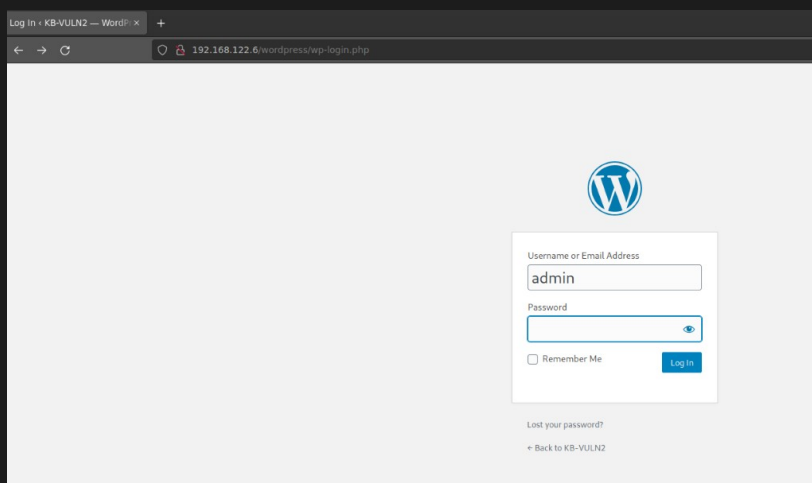 Log In ‹ KB-VULN2 — WordPr
192.168.122.6/wordpress/wp-login.php
Username or Email Address
admin
Password
Remember Me
Log In
Lost your password?
← Back to KB-VULN2